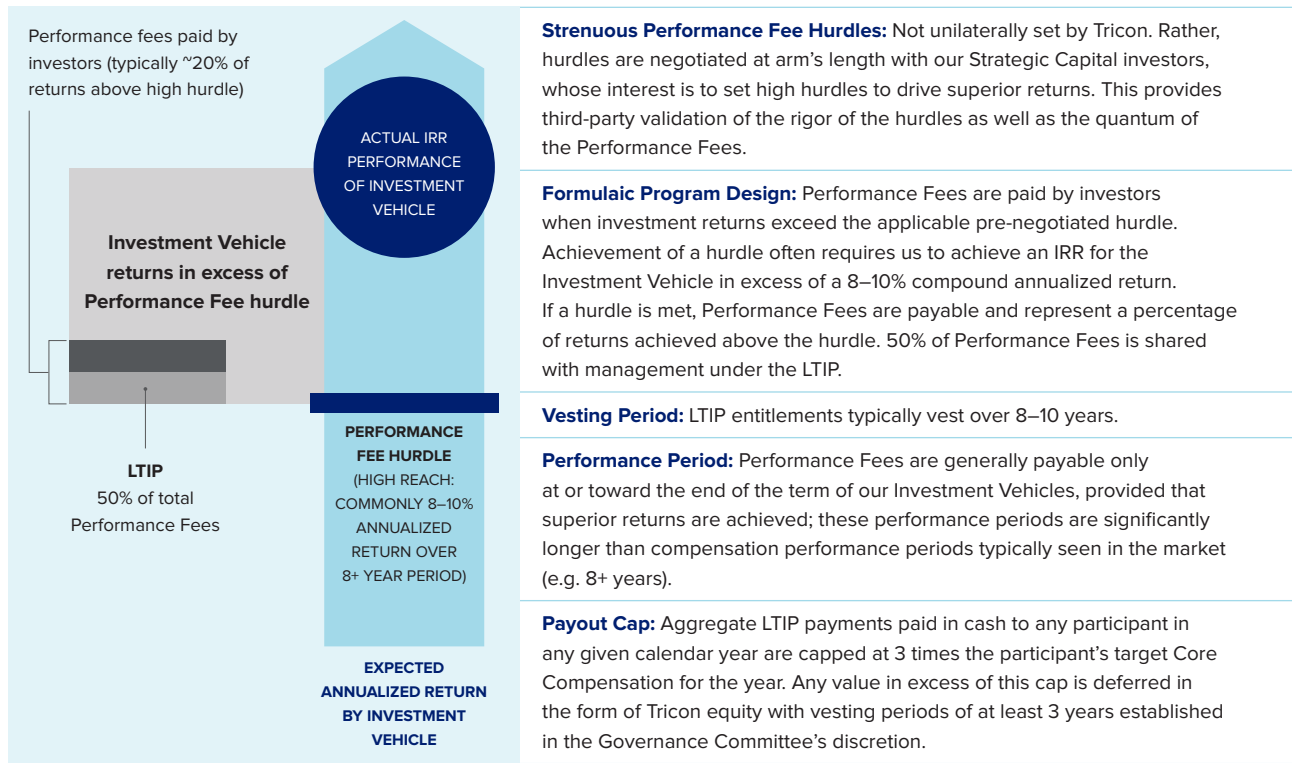 Performance fees paid by
investors (typically ~20% of
returns above high hurdle)
ACTUAL IRR
PERFORMANCE
OF INVESTMENT
VEHICLE
Investment Vehicle
returns in excess of
Performance Fee hurdle
LTIP
50% of total
Performance Fees
PERFORMANCE
FEE HURDLE
(HIGH REACH:
COMMONLY 8–10%
ANNUALIZED
RETURN OVER
8+ YEAR PERIOD)
EXPECTED
ANNUALIZED RETURN
BY INVESTMENT
VEHICLE
Strenuous Performance Fee Hurdles: Not unilaterally set by Tricon. Rather,
hurdles are negotiated at arm’s length with our Strategic Capital investors,
whose interest is to set high hurdles to drive superior returns. This provides
third-party validation of the rigor of the hurdles as well as the quantum of
the Performance Fees.
Formulaic Program Design: Performance Fees are paid by investors
when investment returns exceed the applicable pre-negotiated hurdle.
Achievement of a hurdle often requires us to achieve an IRR for the
Investment Vehicle in excess of a 8–10% compound annualized return.
If a hurdle is met, Performance Fees are payable and represent a percentage
of returns achieved above the hurdle. 50% of Performance Fees is shared
with management under the LTIP.
Vesting Period: LTIP entitlements typically vest over 8–10 years.
Performance Period: Performance Fees are generally payable only
at or toward the end of the term of our Investment Vehicles, provided that
superior returns are achieved; these performance periods are significantly
longer than compensation performance periods typically seen in the market
(e.g. 8+ years).
Payout Cap: Aggregate LTIP payments paid in cash to any participant in
any given calendar year are capped at 3 times the participant’s target Core
Compensation for the year. Any value in excess of this cap is deferred in
the form of Tricon equity with vesting periods of at least 3 years established
in the Governance Committee’s discretion.